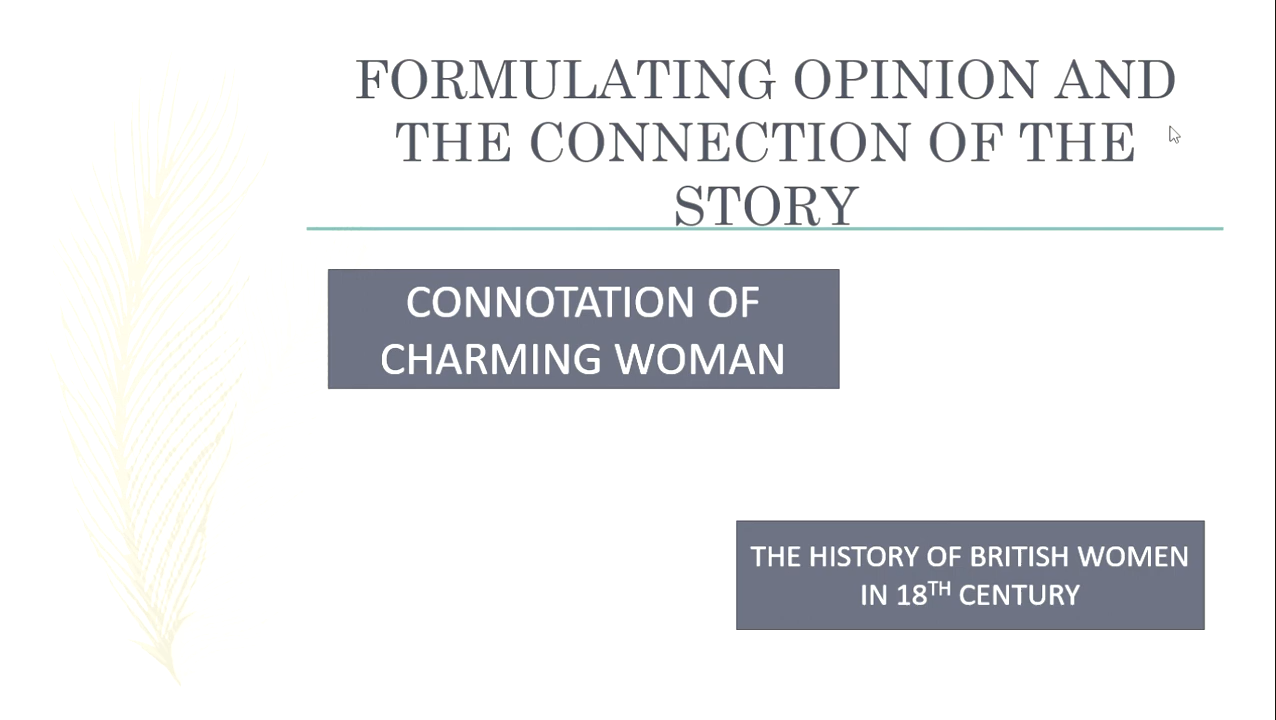 FORMULATING OPINION AND
THE CONNECTION OF THE
STORY
CONNOTATION OF
CHARMING WOMAN
THE HISTORY OF BRITISH WOMEN
IN 18TH CENTURY